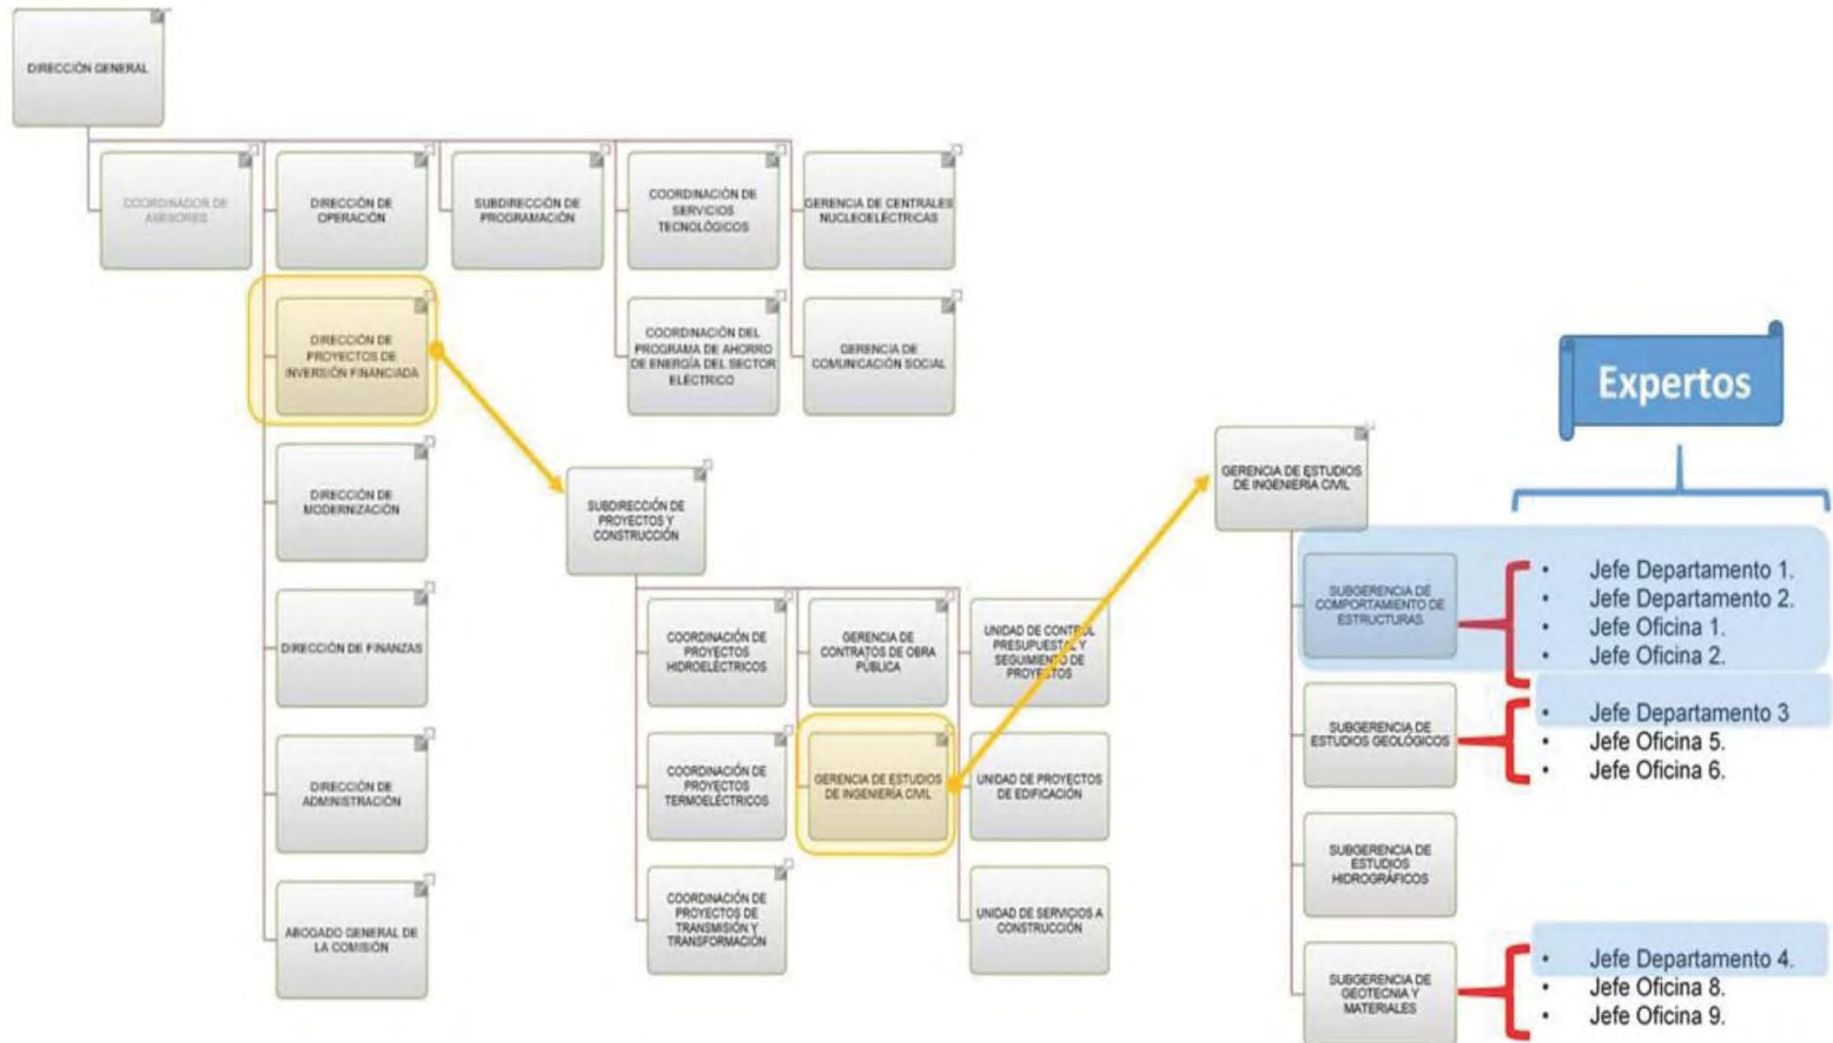 DIRECCIÓN GENERAL
COORDINADOR DE
ASESORES
DIRECCIÓN DE
OPERACIÓN
SUBDIRECCIÓN DE
PROGRAMACIÓN
COORDINACIÓN DE
SERVICIOS
TECNOLÓGICOS
GERENCIA DE CENTRALES
NUCLEOELÉCTRICAS
DIRECCIÓN DE
PROYECTOS DE
INVERSIÓN FINANCIADA
COORDINACIÓN DEL
PROGRAMA DE AHORRO
DE ENERGÍA DEL SECTOR
ELÉCTRICO
GERENCIA DE
COMUNICACIÓN SOCIAL
DIRECCIÓN DE
MODERNIZACIÓN
DIRECCIÓN DE FINANZAS
DIRECCIÓN DE
ADMINISTRACIÓN
ABOGADO GENERAL DE
LA COMISIÓN
SUBDIRECCIÓN DE
PROYECTOS Y
CONSTRUCCIÓN
COORDINACIÓN DE
PROYECTOS
HIDROELÉCTRICOS
GERENCIA DE
CONTRATOS DE OBRA
PÚBLICA
UNIDAD DE CONTROL
PRESUPUESTAL Y
SEGUIMIENTO DE
PROYECTOS
COORDINACIÓN DE
PROYECTOS
TERMOELÉCTRICOS
GERENCIA DE ESTUDIOS
DE INGENIERÍA CIVIL
UNIDAD DE PROYECTOS
DE EDIFICACIÓN
COORDINACIÓN DE
PROYECTOS DE
TRANSMISIÓN Y
TRANSFORMACIÓN
UNIDAD DE SERVICIOS A
CONSTRUCCIÓN
Expertos
GERENCIA DE ESTUDIOS
DE INGENIERÍA CIVIL
SUBGERENCIA DE
COMPORTAMIENTO DE
ESTRUCTURAS
• Jefe Departamento 1.
• Jefe Departamento 2.
• Jefe Oficina 1.
• Jefe Oficina 2.
SUBGERENCIA DE
ESTUDIOS GEOLÓGICOS
• Jefe Departamento 3
• Jefe Oficina 5.
• Jefe Oficina 6.
SUBGERENCIA DE
ESTUDIOS
HIDROGRÁFICOS
SUBGERENCIA DE
GEOTECNIA Y
MATERIALES
• Jefe Departamento 4.
• Jefe Oficina 8.
• Jefe Oficina 9.